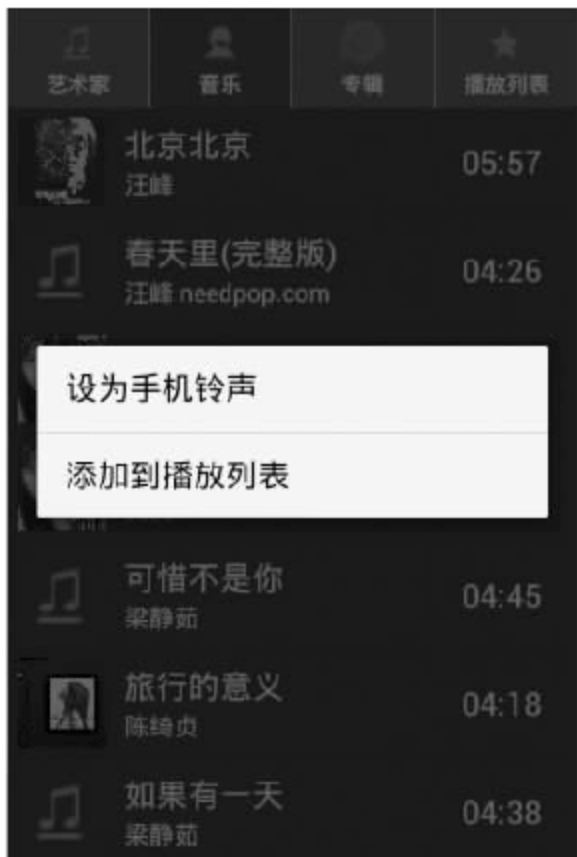 艺术家 音乐 专辑 播放列表
北京北京
汪峰
05:57
春天里(完整版)
汪峰 needpop.com
04:26
设为手机铃声
添加到播放列表
可惜不是你
梁静茹
04:45
旅行的意义
陈绮贞
04:18
如果有一天
梁静茹
04:38